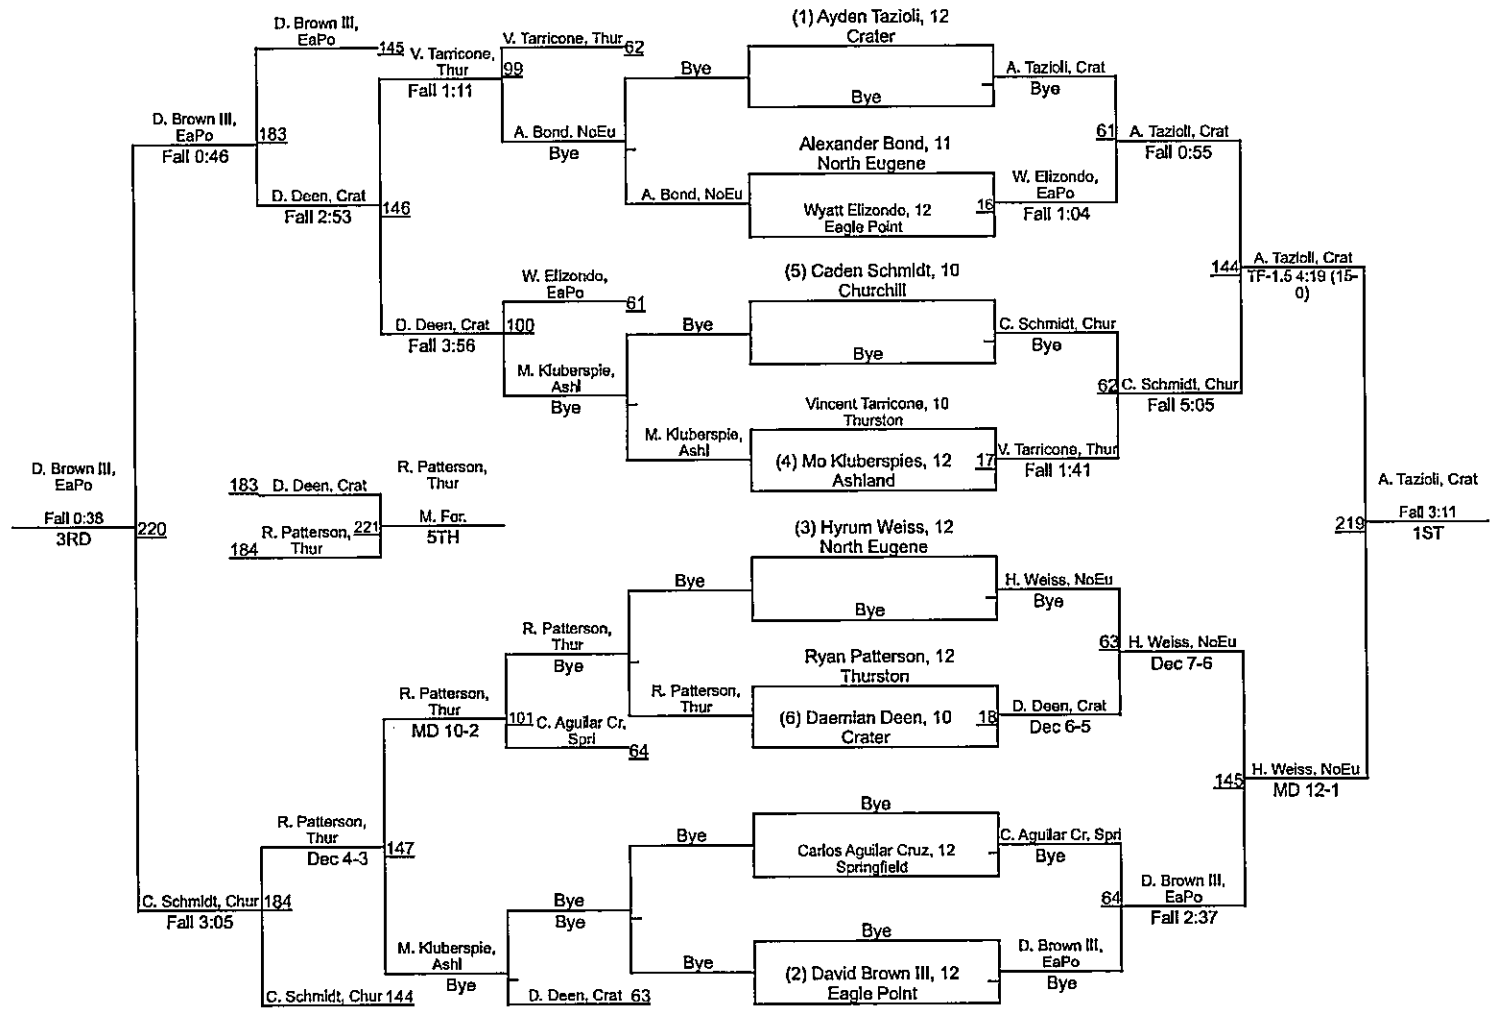 (1) Ayden Tazioli, 12
Crater
Bye
Alexander Bond, 11
North Eugene
Wyatt Elizondo, 12
Eagle Point
16
(5) Caden Schmidt, 10
Churchill
Bye
Vincent Tarricone, 10
Thurston
(4) Mo Kluberspies, 12
Ashland
17
(3) Hyrum Weiss, 12
North Eugene
Bye
Ryan Patterson, 12
Thurston
(6) Daemian Deen, 10
Crater
18
Bye
Carlos Aguilar Cruz, 12
Springfield
Bye
(2) David Brown III, 12
Eagle Point
A. Tazioli, Crat
Bye
61
W. Elizondo,
EaPo
Fall 1:04
C. Schmidt, Chur
Bye
62
V. Tarricone, Thur
Fall 1:41
H. Weiss, NoEu
Bye
63
D. Deen, Crat
Dec 6-5
C. Aguilar Cr, Spri
Bye
64
D. Brown III,
EaPo
Bye
A. Tazioli, Crat
Fall 0:55
144
C. Schmidt, Chur
Fall 5:05
H. Weiss, NoEu
Dec 7-6
145
D. Brown III,
EaPo
Fall 2:37
A. Tazioli, Crat
TF-1.5 4:19 (15-
0)
219
H. Weiss, NoEu
MD 12-1
A. Tazioli, Crat
Fall 3:11
1ST
Bye
A. Bond, NoEu
Bye
M. Kluberspie,
Ashl
Bye
R. Patterson,
Thur
Bye
Bye
V. Tarricone, Thur
62
99
A. Bond, NoEu
Bye
W. Elizondo,
EaPo
61
100
M. Kluberspie,
Ashl
Bye
R. Patterson,
Thur
Bye
101
C. Aguilar Cr,
Spri
64
Bye
Bye
D. Deen, Crat
63
V. Tarricone,
Thur
Fall 1:11
146
D. Deen, Crat
Fall 3:56
R. Patterson,
Thur
MD 10-2
147
M. Kluberspie,
Ashl
Bye
D. Brown III,
EaPo
145
183
D. Deen, Crat
Fall 2:53
R. Patterson,
Thur
Dec 4-3
184
C. Schmidt, Chur
144
D. Brown III,
EaPo
Fall 0:46
220
C. Schmidt, Chur
Fall 3:05
D. Brown III,
EaPo
Fall 0:38
3RD
183
D. Deen, Crat
221
R. Patterson,
Thur
184
R. Patterson,
Thur
M. For.
5TH